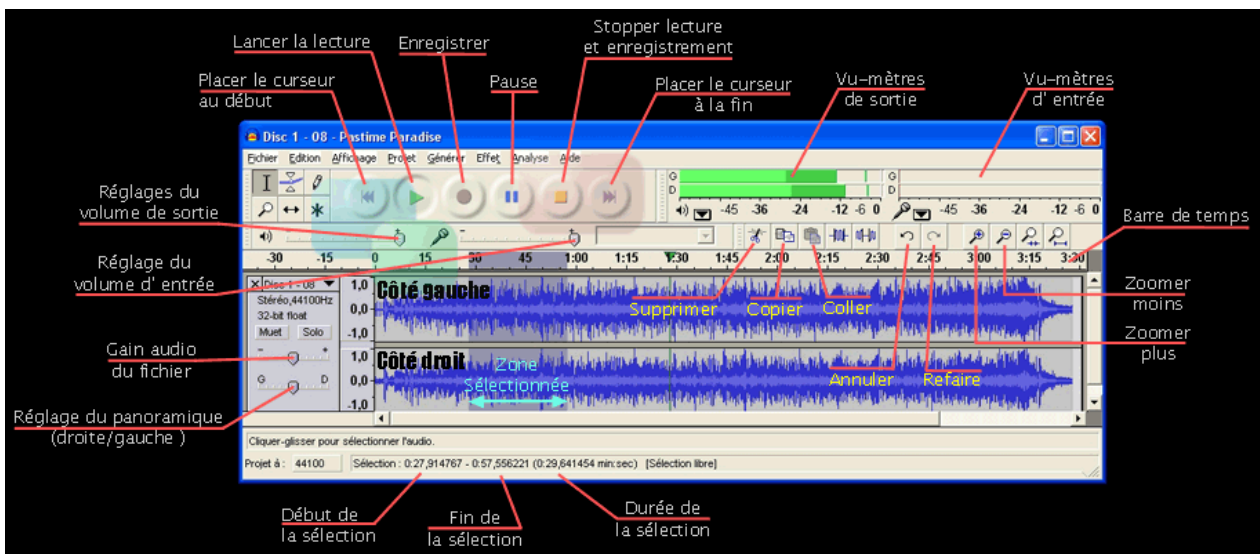 Stopper lecture
et enregistrement
Lancer la lecture
Enregistrer
Placer le curseur
au début
Pause
Placer le curseur
à la fin
Vu-mètres
de sortie
Vu-mètres
d' entrée
Disc 1 - 08 - Pastime Paradise
Fichier Edition Affichage Projet Générer Effet Analyse Aide
G
D
-45 -36 -24 -12 -6 0
G
D
-45 -36 -24 -12 -6 0
Réglages du
volume de sortie
Barre de temps
-30 -15 0 15 30 45 1:00 1:15 1:30 1:45 2:00 2:15 2:30 2:45 3:00 3:15 3:30
Réglage du
volume d' entrée
Disc 1 - 08
Stéréo,44100Hz
32-bit float
Muet Solo
- +
G D
1,0
0,0
-1,0
1,0
0,0
-1,0
Côté gauche
Supprimer Copier Coller
Zoomer
moins
Zoomer
plus
Gain audio
du fichier
Côté droit
Zone
Sélectionnée
Annuler Refaire
Réglage du panoramique
(droite/gauche )
Cliquer-glisser pour sélectionner l'audio.
Projet à : 44100 Sélection : 0:27,914767 - 0:57,556221 (0:29,641454 min:sec) [Sélection libre]
Début de
la sélection
Fin de
la sélection
Durée de
la sélection